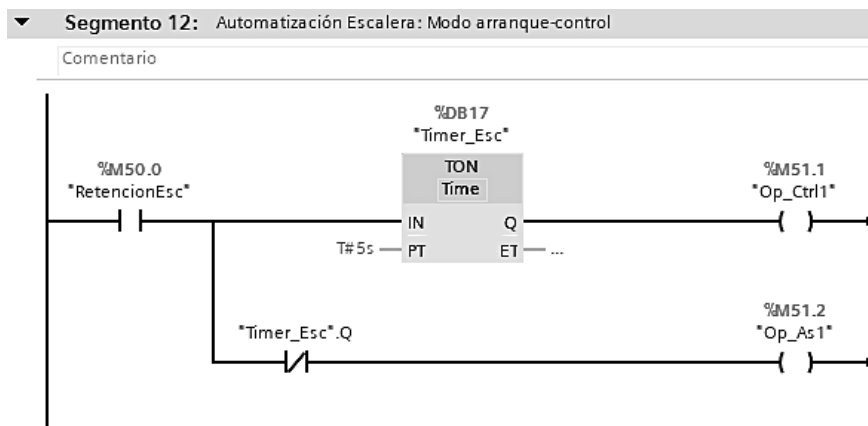 Segmento 12: Automatización Escalera: Modo arranque-control
Comentario
%DB17
"Timer_Esc"
%M50.0
"RetencionEsc"
TON
Time
%M51.1
"Op_Ctrl1"
IN Q
T#5s PT ET ...
%M51.2
"Op_As1"
"Timer_Esc".Q